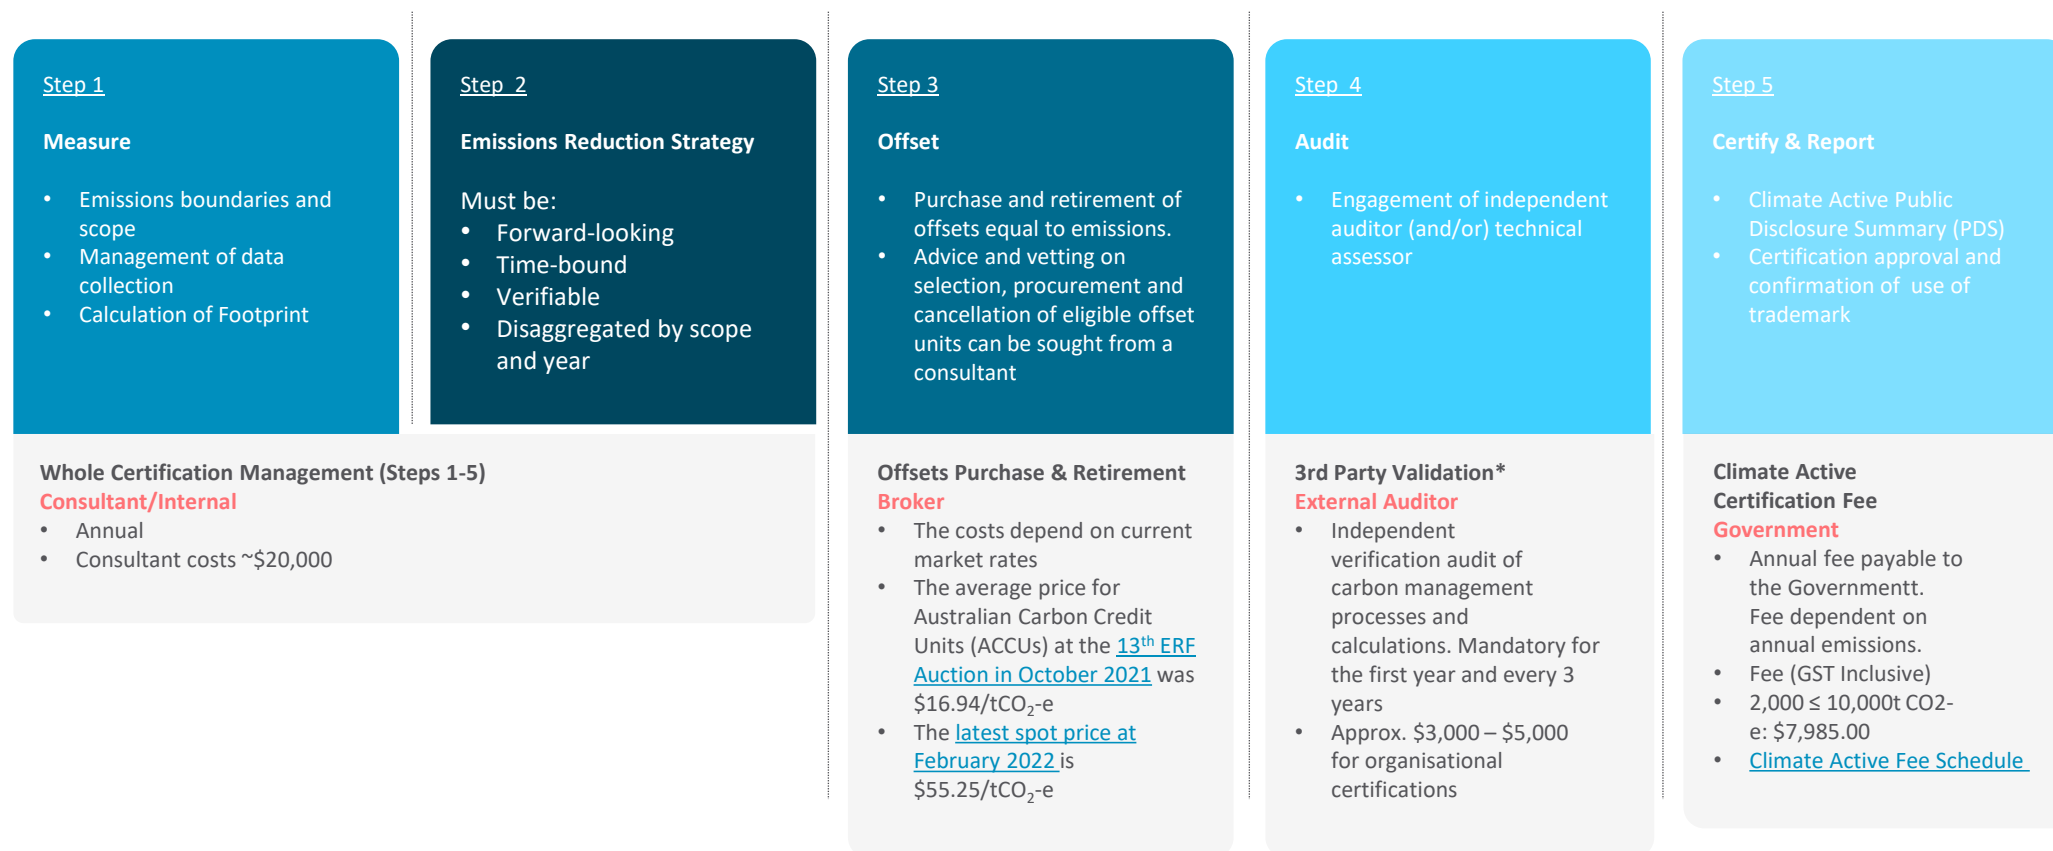 Step 1
Measure
• Emissions boundaries and
scope
• Management of data
collection
• Calculation of Footprint
Step  2
Emissions Reduction Strategy
Must be:
• Forward-looking
• Time-bound
• Verifiable
• Disaggregated by scope
and year
Step 3
Offset
• Purchase and retirement of
offsets equal to emissions.
• Advice and vetting on
selection, procurement and
cancellation of eligible offset
units can be sought from a
consultant
Step  4
Audit
• Engagement of independent
auditor (and/or) technical
assessor
Step 5
Certify & Report
• Climate Active Public
Disclosure Summary (PDS)
• Certification approval and
confirmation of  use of
trademark
Whole Certification Management (Steps 1-5)
Consultant/Internal
• Annual
• Consultant costs ~$20,000
Offsets Purchase & Retirement
Broker
• The costs depend on current
market rates
• The average price for
Australian Carbon Credit
Units (ACCUs) at the 13th ERF
Auction in October 2021 was
$16.94/tCO2-e
• The latest spot price at
February 2022 is
$55.25/tCO2-e
3rd Party Validation*
External Auditor
• Independent
verification audit of
carbon management
processes and
calculations. Mandatory for
the first year and every 3
years
• Approx. $3,000 – $5,000
for organisational
certifications
Climate Active
Certification Fee
Government
• Annual fee payable to
the Governmentt.
Fee dependent on
annual emissions.
• Fee (GST Inclusive)
• 2,000 ≤ 10,000t CO2-
e: $7,985.00
• Climate Active Fee Schedule